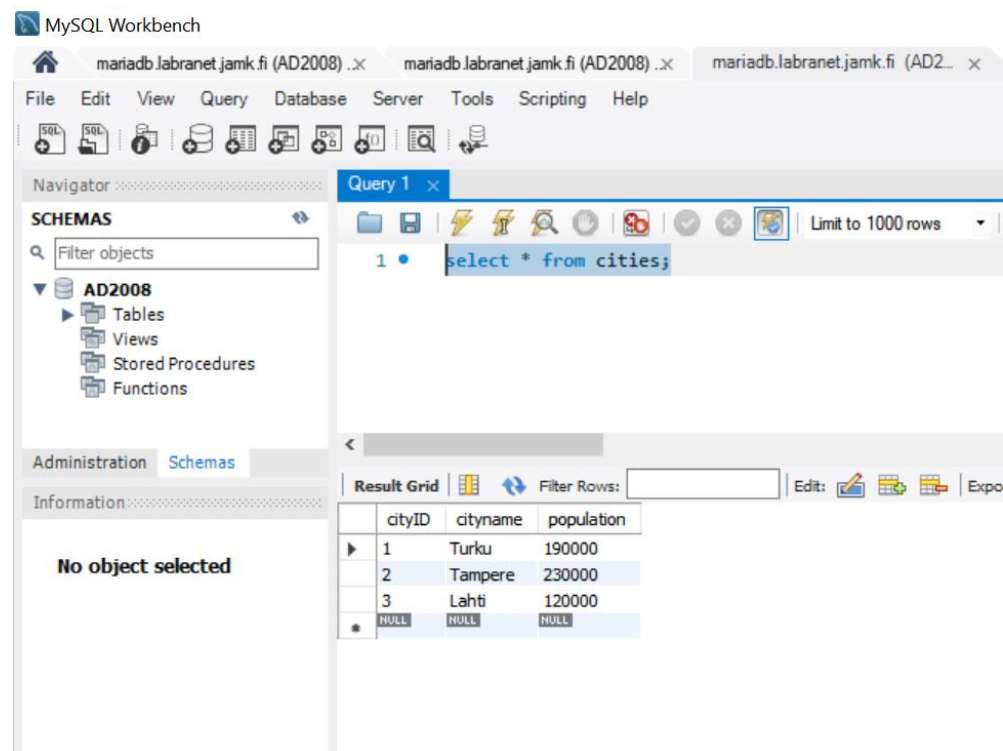 MySQL Workbench
mariadb.labranet.jamk.fi (AD2008) ..× mariadb.labranet.jamk.fi (AD2008) ..× mariadb.labranet.jamk.fi (AD2... ×
File Edit View Query Database Server Tools Scripting Help
Navigator
Query 1 ×
SCHEMAS
Limit to 1000 rows
Filter objects
1 select * from cities;
AD2008
Tables
Views
Stored Procedures
Functions
Administration Schemas
Result Grid Filter Rows: Edit: Expo
Information
cityID cityname population
1 Turku 190000
2 Tampere 230000
3 Lahti 120000
NULL NULL NULL
No object selected